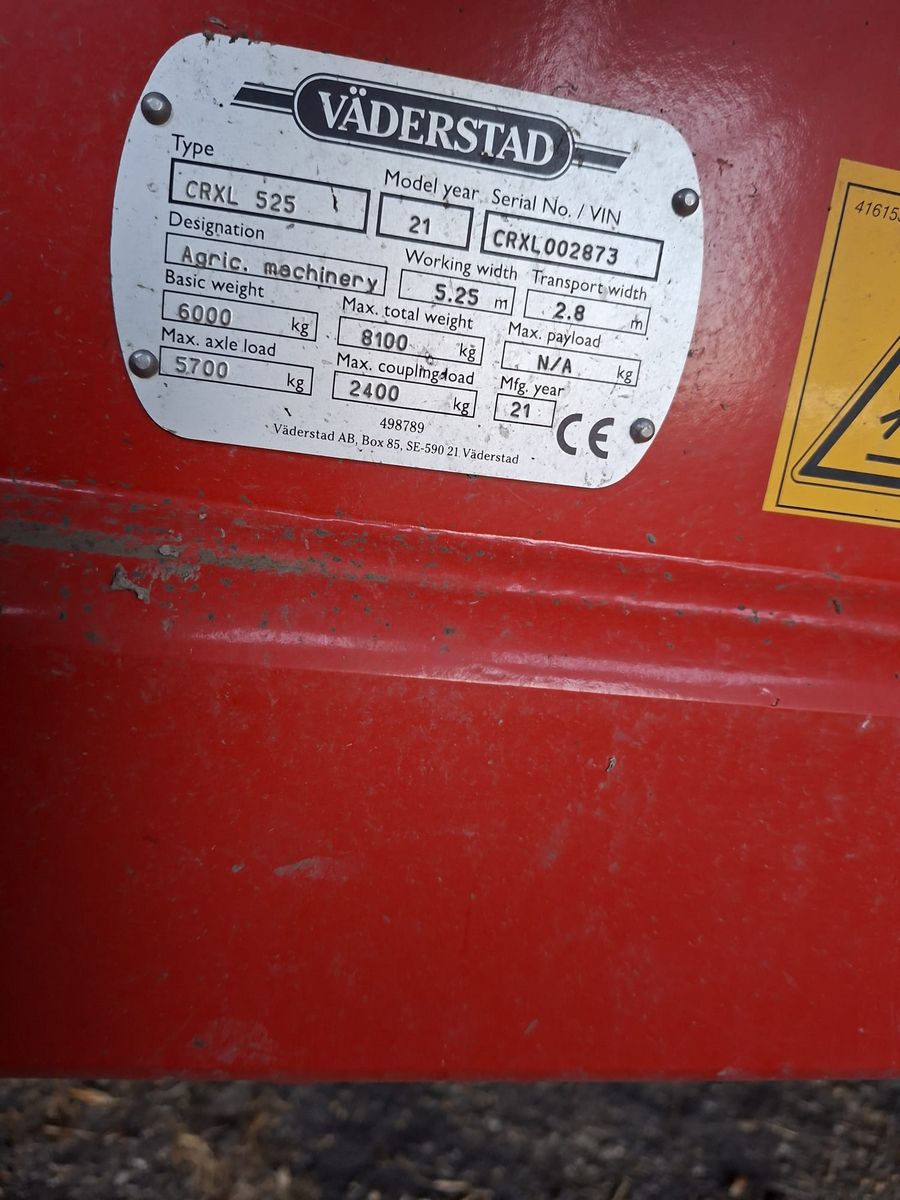 VÄDERSTAD
Type
CRXL 525
Model year
21
Serial No. / VIN
CRXL002873
Designation
Agric. machinery
Working width
5.25 m
Transport width
2.8 m
Basic weight
6000 kg
Max. total weight
8100 kg
Max. payload
N/A kg
Max. axle load
5700 kg
Max. coupling load
2400 kg
Mfg. year
21
CE
498789
Väderstad AB, Box 85, SE-590 21 Väderstad